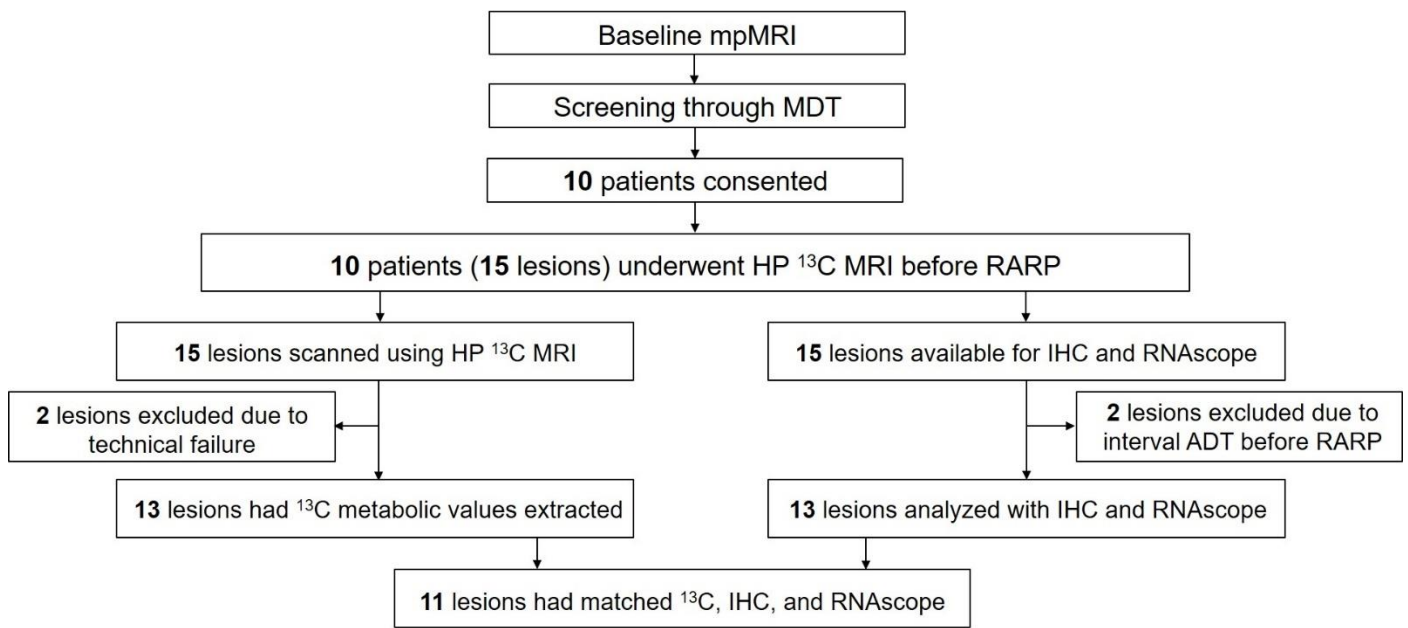 Baseline mpMRI
Screening through MDT
10 patients consented
10 patients (15 lesions) underwent HP ¹³C MRI before RARP
15 lesions scanned using HP ¹³C MRI
15 lesions available for IHC and RNAscope
2 lesions excluded due to
technical failure
2 lesions excluded due to
interval ADT before RARP
13 lesions had ¹³C metabolic values extracted
13 lesions analyzed with IHC and RNAscope
11 lesions had matched ¹³C, IHC, and RNAscope